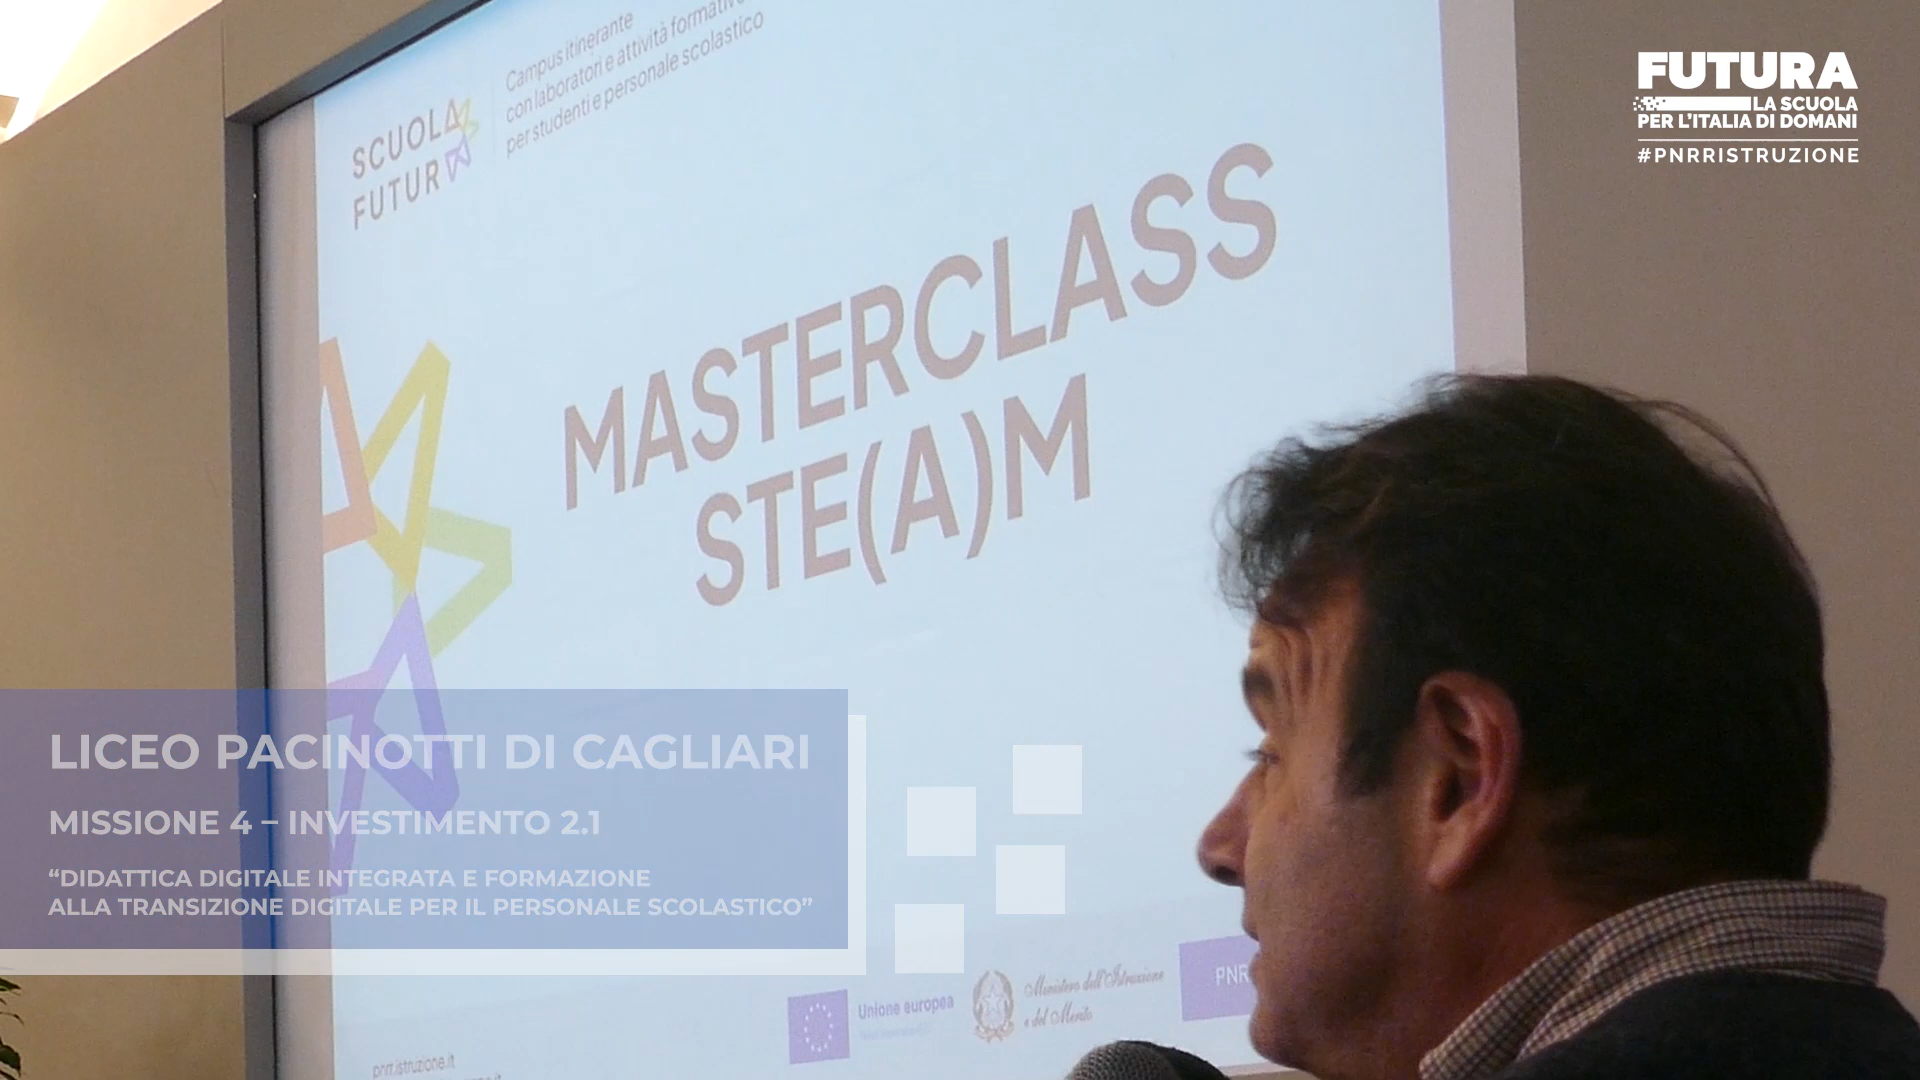 Campus itinerante
con laboratori e attività formative
per studenti e personale scolastico
SCUOLA
FUTURA
MASTERCLASS
STE(A)M
FUTURA
LA SCUOLA
PER L'ITALIA DI DOMANI
#PNRRISTRUZIONE
LICEO PACINOTTI DI CAGLIARI
MISSIONE 4 – INVESTIMENTO 2.1
“DIDATTICA DIGITALE INTEGRATA E FORMAZIONE
ALLA TRANSIZIONE DIGITALE PER IL PERSONALE SCOLASTICO”
Unione europea
Ministero dell'Istruzione
e del Merito
PNR
pnrr.istruzione.it